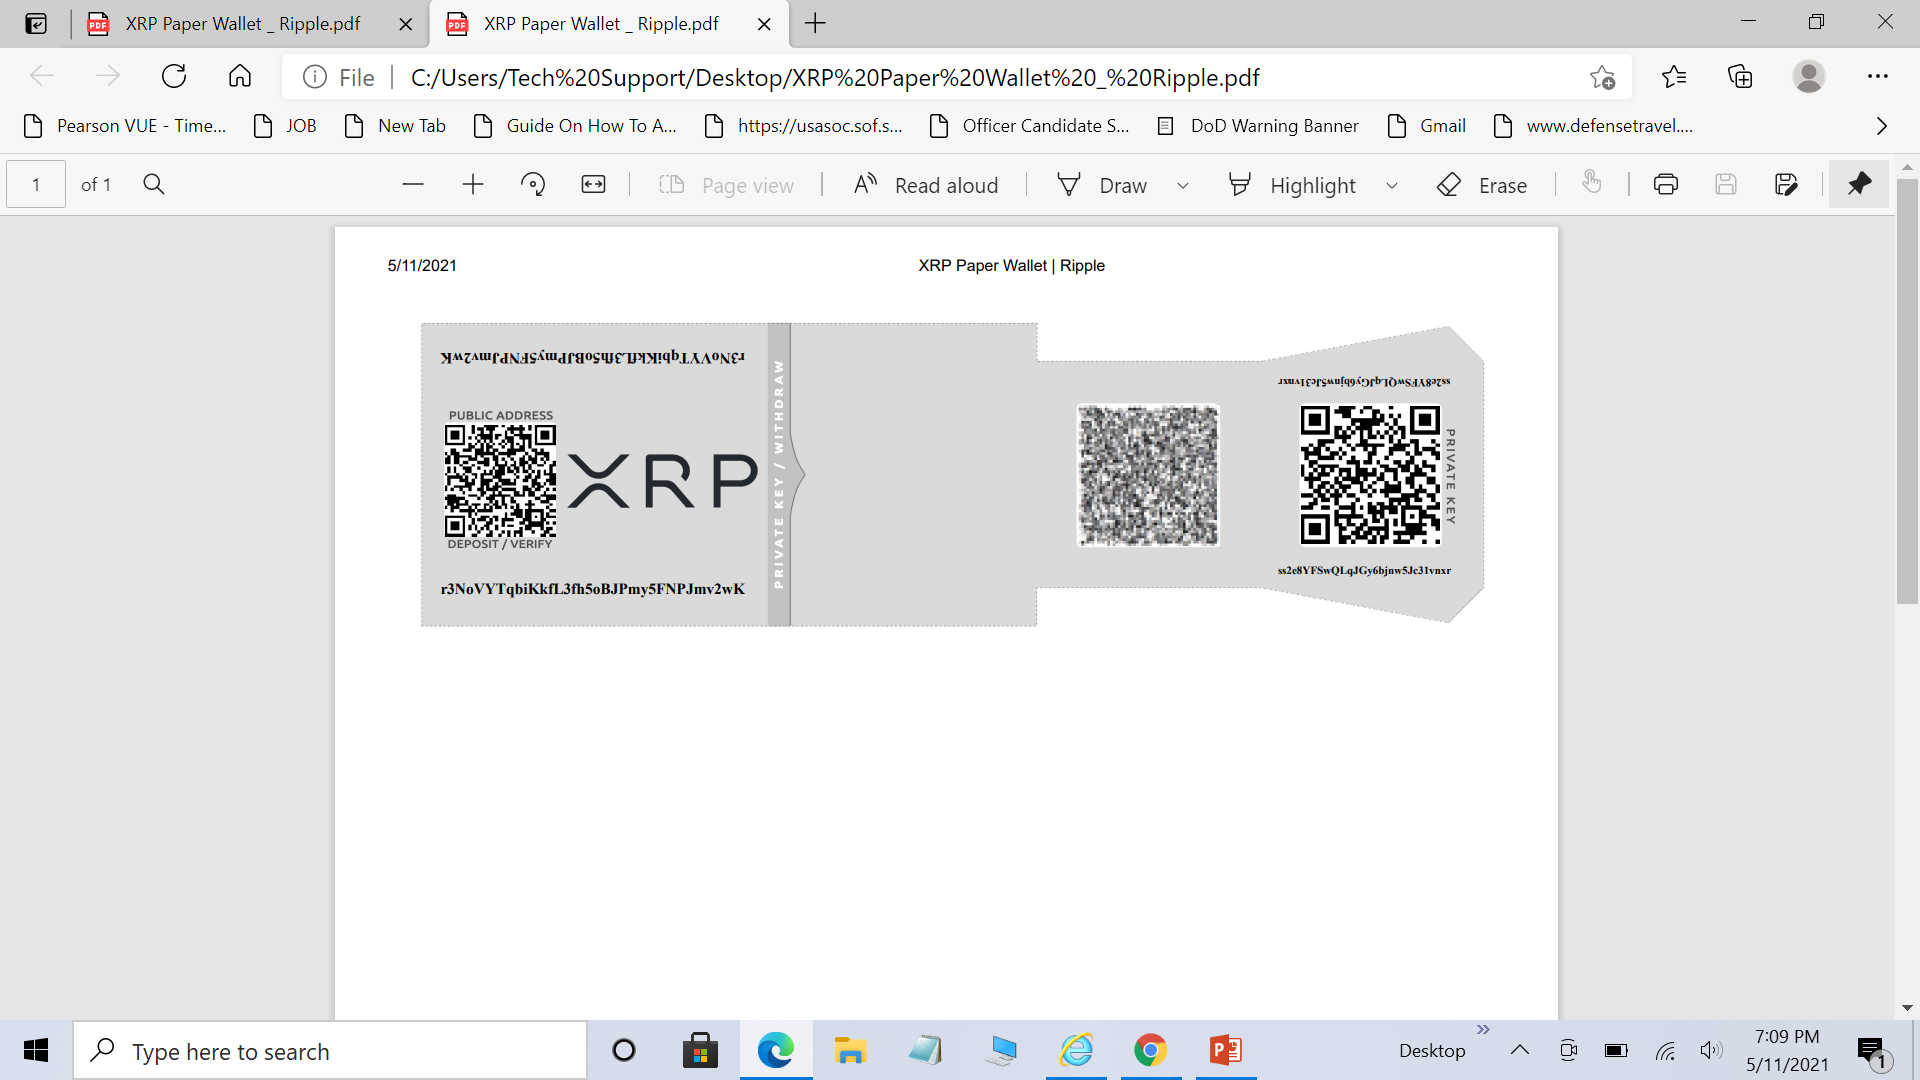 XRP Paper Wallet _ Ripple.pdf
XRP Paper Wallet _ Ripple.pdf
File
C:/Users/Tech%20Support/Desktop/XRP%20Paper%20Wallet%20_%20Ripple.pdf
Pearson VUE - Time...
JOB
New Tab
Guide On How To A...
https://usasoc.sof.s...
Officer Candidate S...
DoD Warning Banner
Gmail
www.defensetravel....
1 of 1
Page view
Read aloud
Draw
Highlight
Erase
5/11/2021
XRP Paper Wallet | Ripple
r3NoVYTqbiKkfL3fh5oBJPmy5FNPJmv2wK
PUBLIC ADDRESS
XRP
DEPOSIT / VERIFY
r3NoVYTqbiKkfL3fh5oBJPmy5FNPJmv2wK
PRIVATE KEY / WITHDRAW
ss2e8YFSwQLqJGy6bjnw5Jc31vnxr
PRIVATE KEY
ss2e8YFSwQLqJGy6bjnw5Jc31vnxr
Type here to search
Desktop
7:09 PM
5/11/2021
1